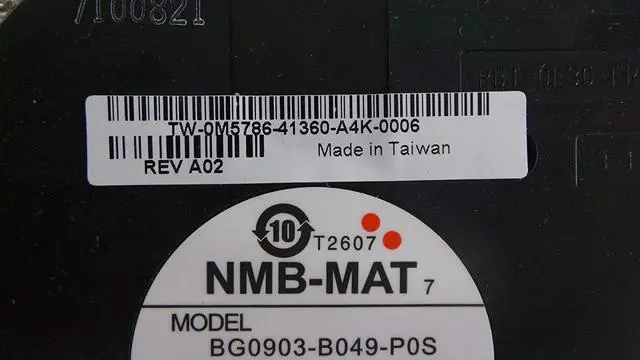 7100821
TW-0M5786-41360-A4K-0006
Made in Taiwan
REV A02
10
T2607
NMB-MAT 7
MODEL
BG0903-B049-P0S